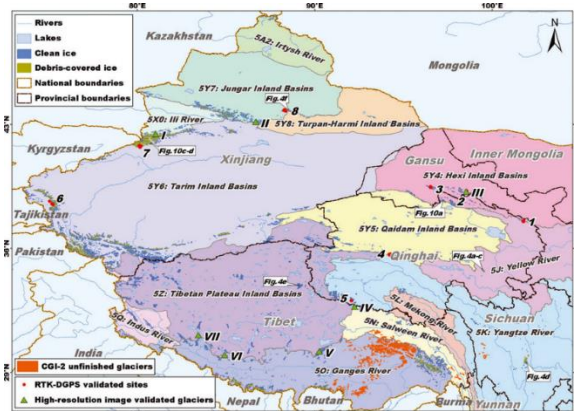 80°E
90°E
100°E
Rivers
Lakes
Clean ice
Debris-covered ice
National boundaries
Provincial boundaries
Kazakhstan
5A2: Irtysh River
N
Mongolia
5Y7: Jungar Inland Basins
Fig.4f
8
5X0: Ili River
II
5Y8: Turpan-Harmi Inland Basins
43°N
I
7
Fig.10c-d
Kyrgyzstan
Xinjiang
Gansu
Inner Mongolia
5Y4: Hexi Inland Basins
5Y6: Tarim Inland Basins
3
III
2
6
Fig.10a
1
Tajikistan
5Y5: Qaidam Inland Basins
4
Qinghai
Fig.4a-c
36°N
Pakistan
5J: Yellow River
Fig.4e
5Z: Tibetan Plateau Inland Basins
5
IV
5L: Mekong River
Sichuan
5Q: Indus River
Tibet
5N: Salween River
5K: Yangtze River
VII
VI
V
India
5O: Ganges River
Fig.4d
29°N
CGI-2 unfinished glaciers
RTK-DGPS validated sites
High-resolution image validated glaciers
Nepal
Bhutan
Burma
Yunnan